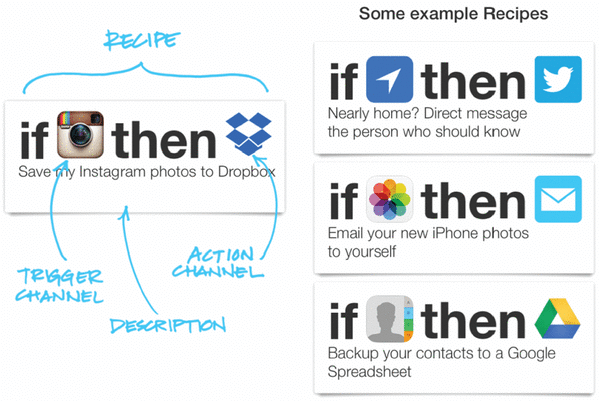 RECIPE
if then
Save my Instagram photos to Dropbox
TRIGGER
CHANNEL
ACTION
CHANNEL
DESCRIPTION
Some example Recipes
if then
Nearly home? Direct message
the person who should know
if then
Email your new iPhone photos
to yourself
if then
Backup your contacts to a Google
Spreadsheet